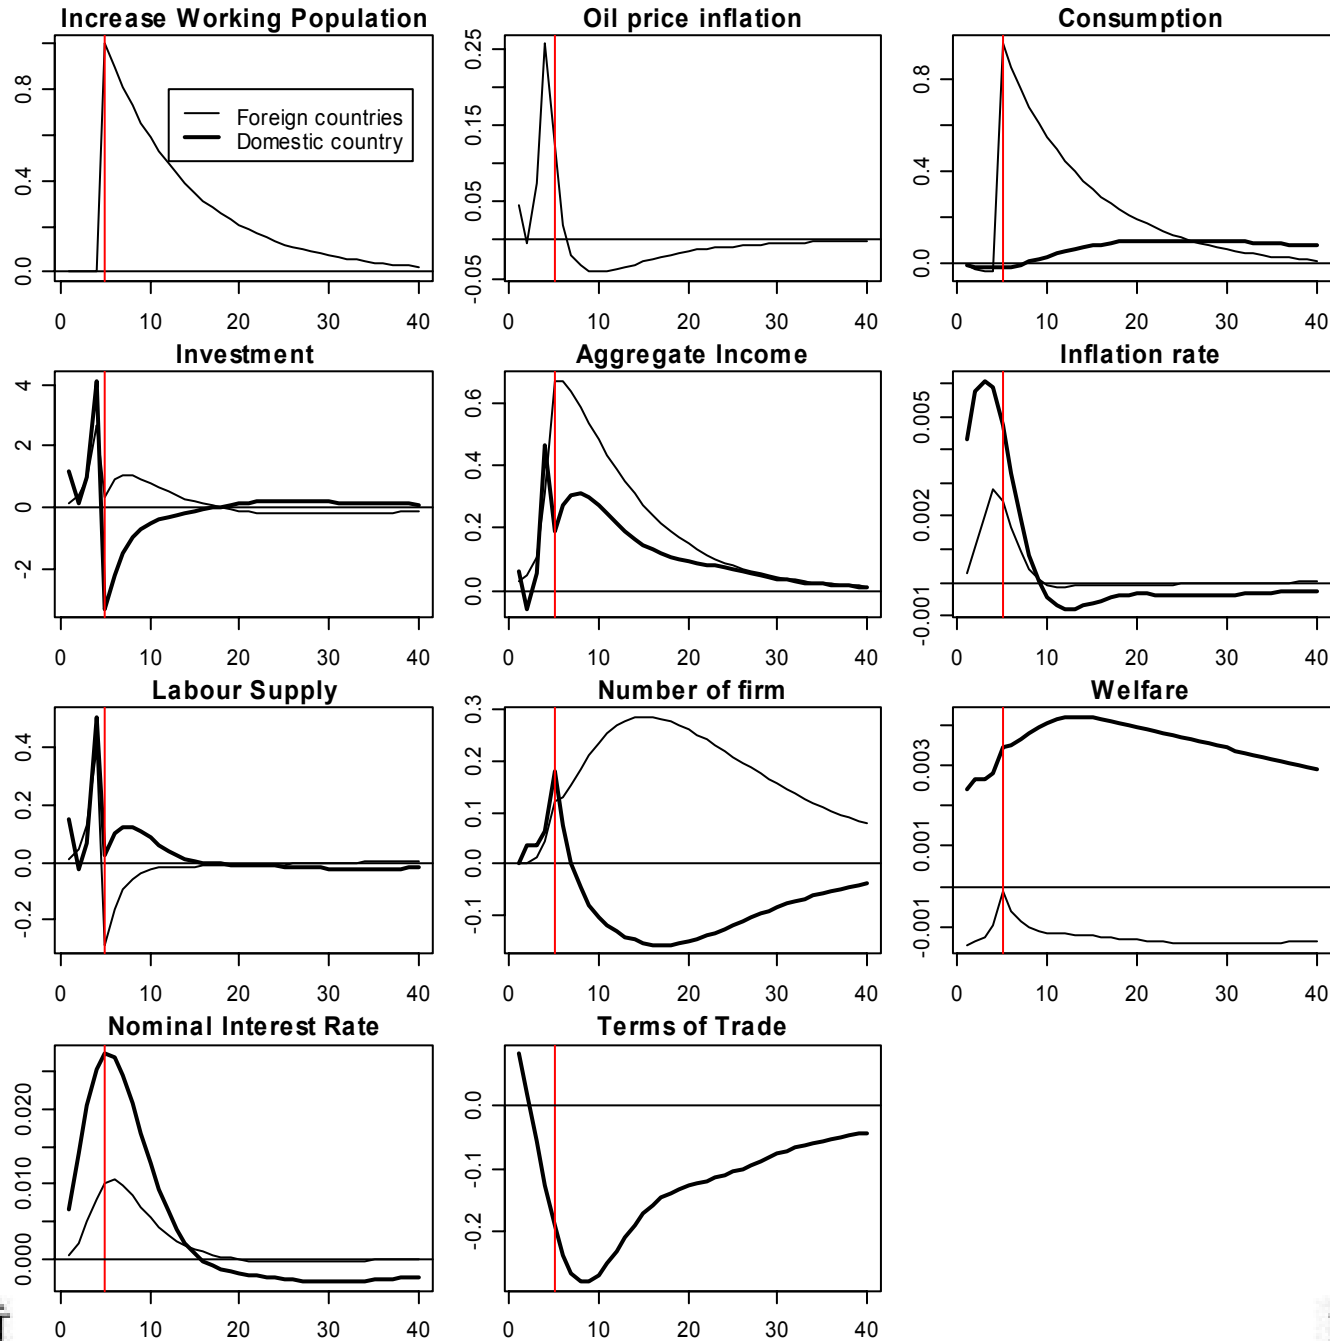 Increase Working Population
Oil price inflation
Consumption
0.0 0.4 0.8
Foreign countries
Domestic country
-0.05 0.05 0.15 0.25
0.0 0.4 0.8
0 10 20 30 40
0 10 20 30 40
0 10 20 30 40
Investment
Aggregate Income
Inflation rate
-2 0 2 4
0.0 0.2 0.4 0.6
-0.001 0.002 0.005
0 10 20 30 40
0 10 20 30 40
0 10 20 30 40
Labour Supply
Number of firm
Welfare
-0.2 0.0 0.2 0.4
-0.1 0.0 0.1 0.2 0.3
-0.001 0.001 0.003
0 10 20 30 40
0 10 20 30 40
0 10 20 30 40
Nominal Interest Rate
Terms of Trade
0.000 0.010 0.020
-0.2 -0.1 0.0
0 10 20 30 40
0 10 20 30 40